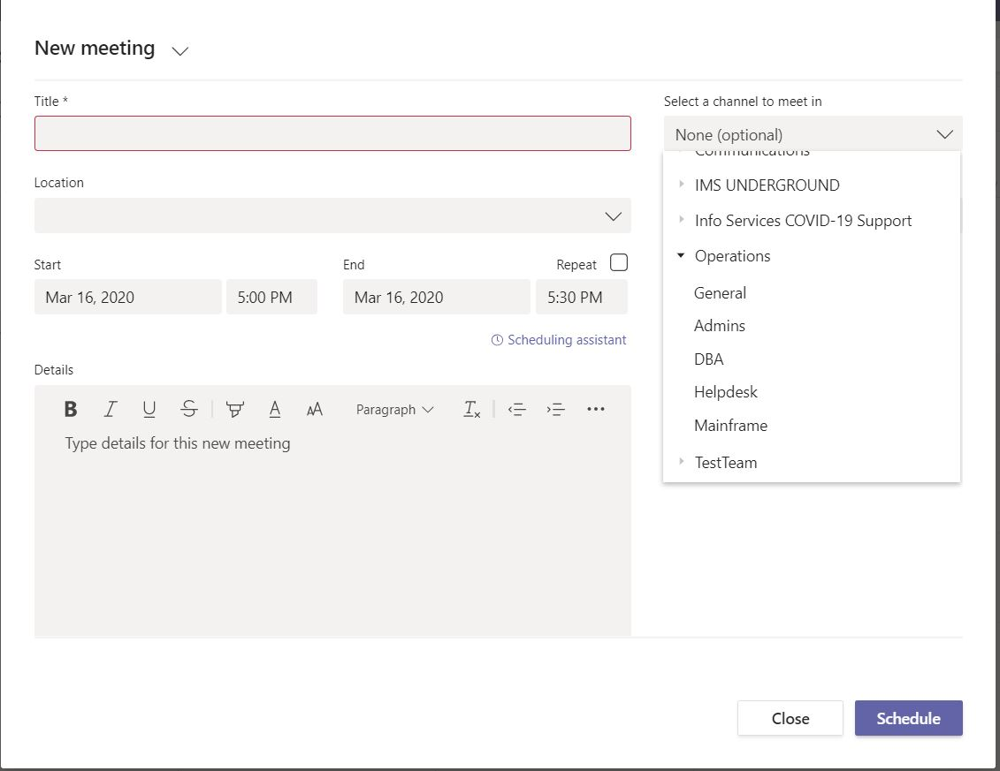 New meeting
Title *
Location
Start
Mar 16, 2020 5:00 PM
End
Repeat
Mar 16, 2020 5:30 PM
Scheduling assistant
Details
B I U S A AA Paragraph Tx ...
Type details for this new meeting
Select a channel to meet in
None (optional)
Communications
IMS UNDERGROUND
Info Services COVID-19 Support
Operations
General
Admins
DBA
Helpdesk
Mainframe
TestTeam
Close
Schedule